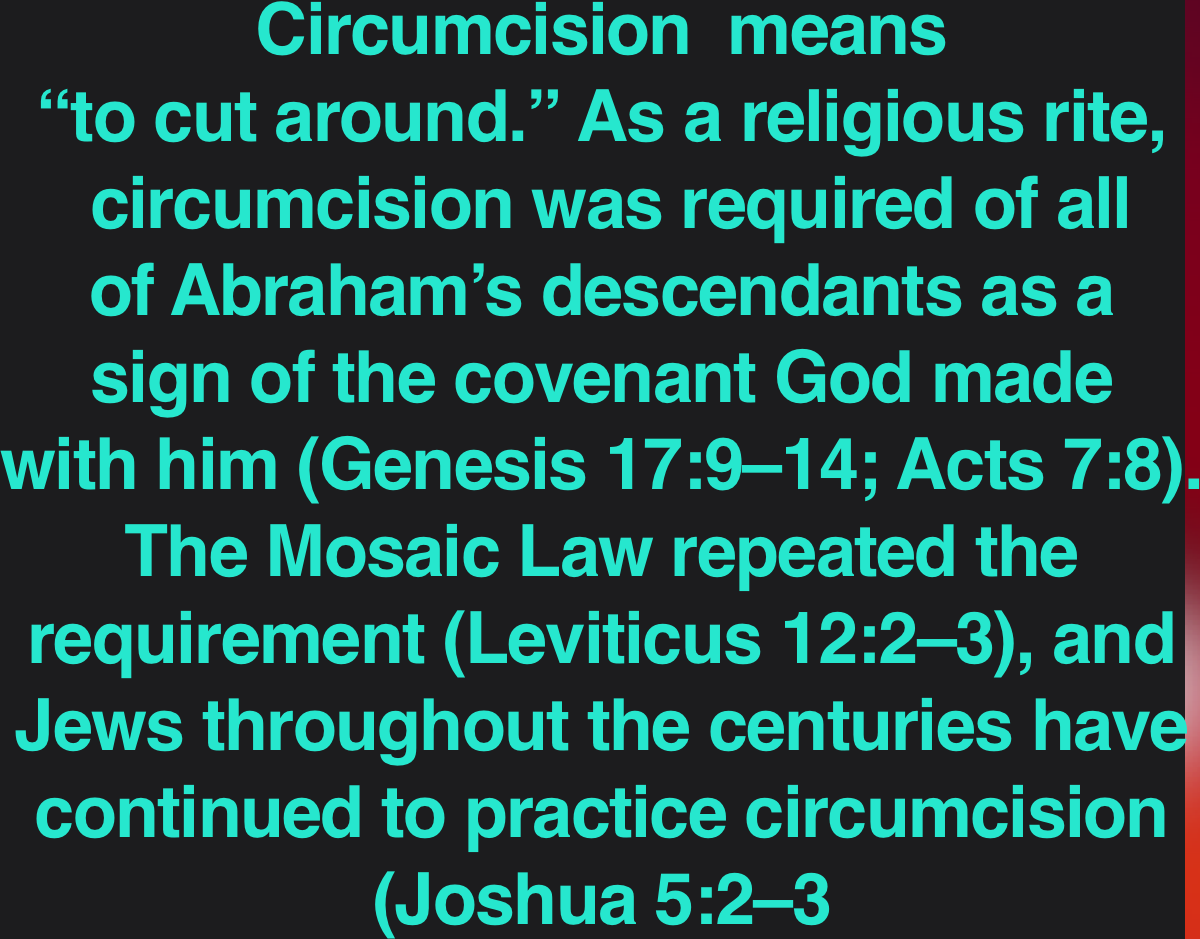 Circumcision  means
“to cut around.” As a religious rite,
circumcision was required of all
of Abraham’s descendants as a
sign of the covenant God made
with him (Genesis 17:9–14; Acts 7:8).
The Mosaic Law repeated the
requirement (Leviticus 12:2–3), and
Jews throughout the centuries have
continued to practice circumcision
(Joshua 5:2–3